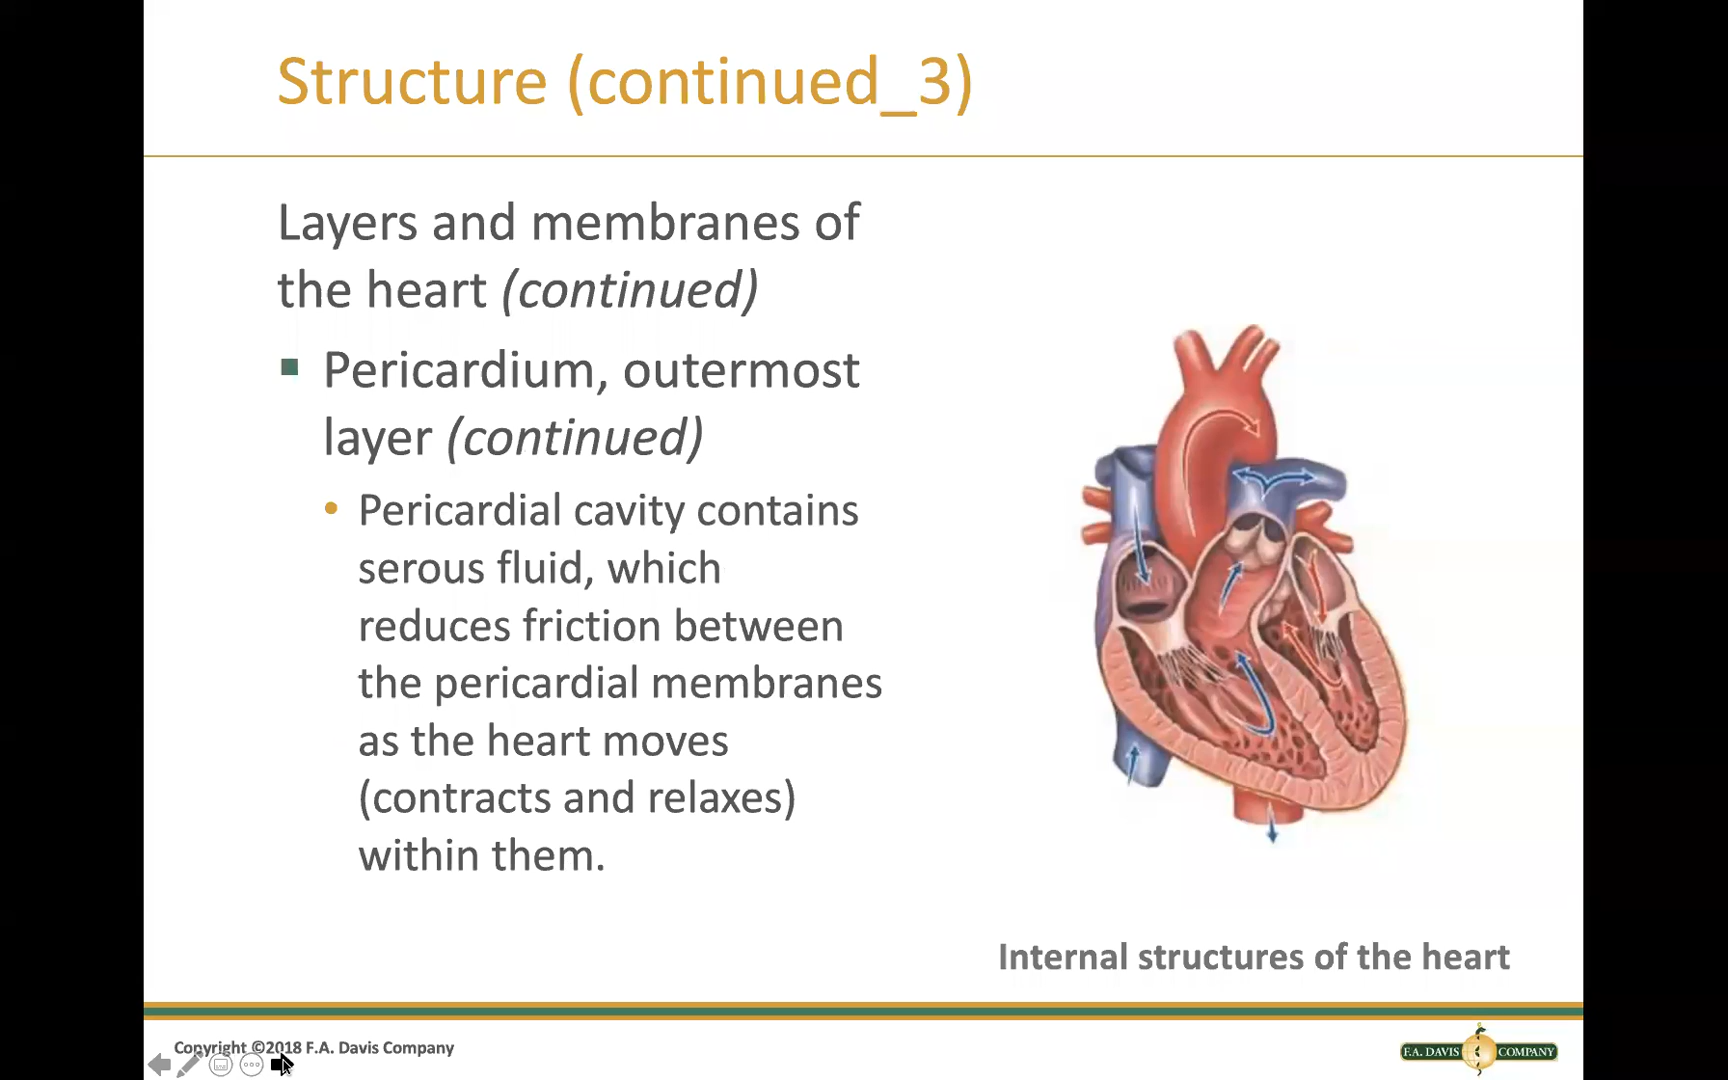 Structure (continued_3)
Layers and membranes of
the heart (continued)
Pericardium, outermost
layer (continued)
Pericardial cavity contains
serous fluid, which
reduces friction between
the pericardial membranes
as the heart moves
(contracts and relaxes)
within them.
Internal structures of the heart
Copyright ©2018 F.A. Davis Company
F.A. DAVIS COMPANY